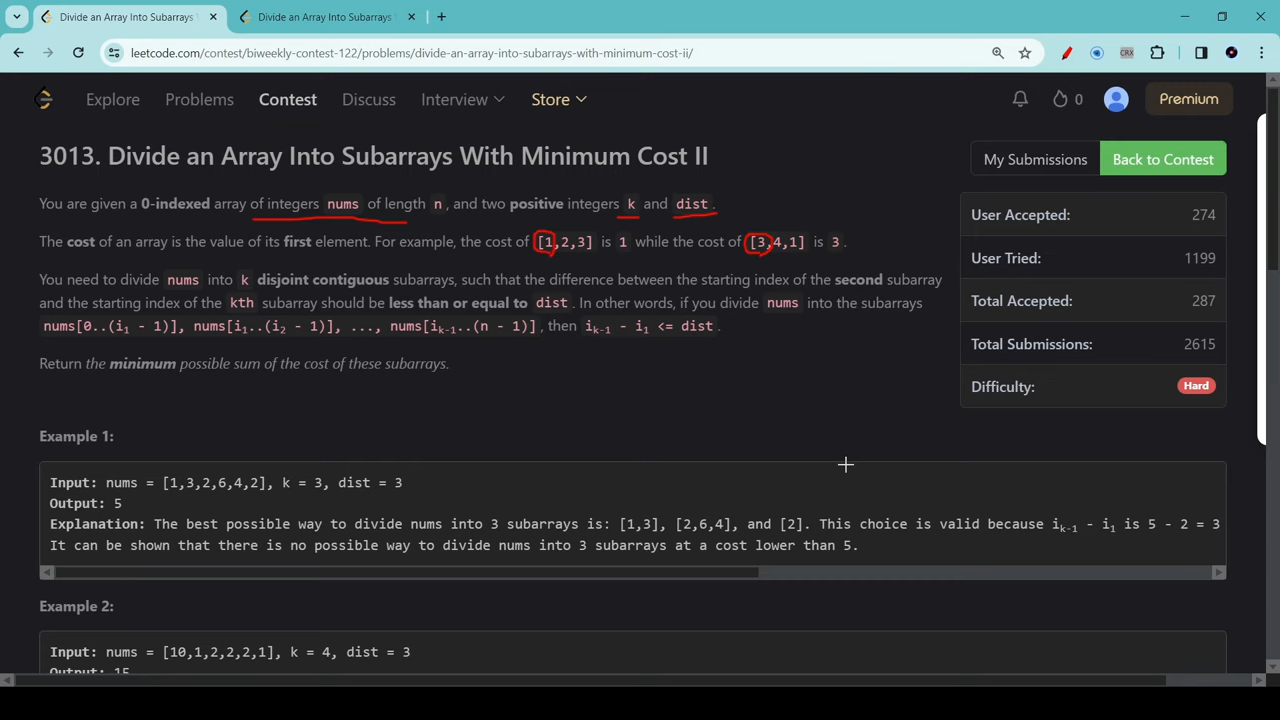 Divide an Array Into Subarrays
Divide an Array Into Subarrays
leetcode.com/contest/biweekly-contest-122/problems/divide-an-array-into-subarrays-with-minimum-cost-ii/
CRX
Explore Problems Contest Discuss Interview Store 0 Premium
3013. Divide an Array Into Subarrays With Minimum Cost II
My Submissions Back to Contest
You are given a 0-indexed array of integers nums of length n, and two positive integers k and dist.
The cost of an array is the value of its first element. For example, the cost of [1,2,3] is 1 while the cost of [3,4,1] is 3.
You need to divide nums into k disjoint contiguous subarrays, such that the difference between the starting index of the second subarray
and the starting index of the kth subarray should be less than or equal to dist. In other words, if you divide nums into the subarrays
nums[0..(i1 - 1)], nums[i1..(i2 - 1)], ..., nums[ik-1..(n - 1)], then ik-1 - i1 <= dist.
Return the minimum possible sum of the cost of these subarrays.
User Accepted: 274
User Tried: 1199
Total Accepted: 287
Total Submissions: 2615
Difficulty: Hard
Example 1:
Input: nums = [1,3,2,6,4,2], k = 3, dist = 3
Output: 5
Explanation: The best possible way to divide nums into 3 subarrays is: [1,3], [2,6,4], and [2]. This choice is valid because ik-1 - i1 is 5 - 2 = 3
It can be shown that there is no possible way to divide nums into 3 subarrays at a cost lower than 5.
Example 2:
Input: nums = [10,1,2,2,2,1], k = 4, dist = 3
Output: 15